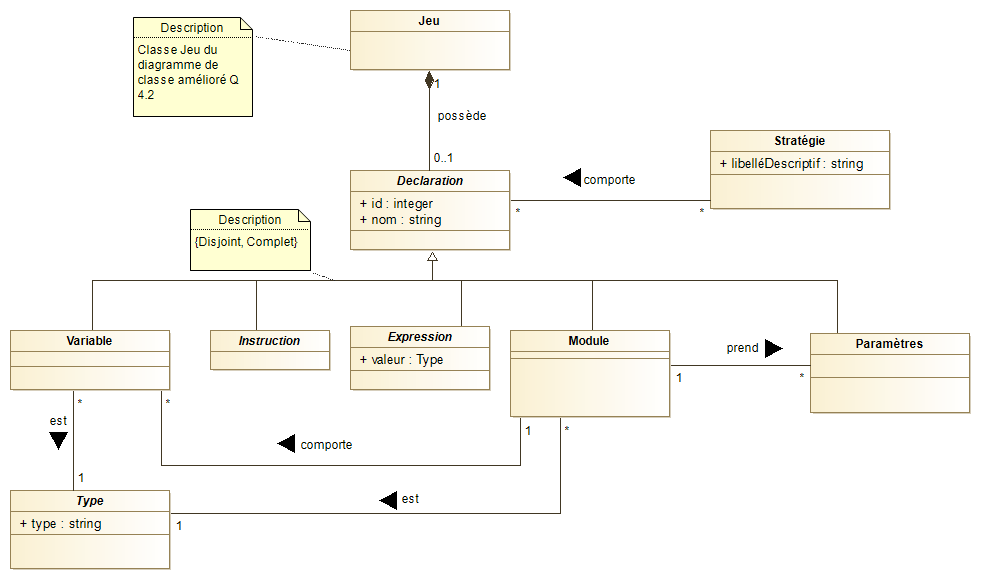 Description
Classe Jeu du
diagramme de
classe amélioré Q
4.2
Jeu
1
possède
0..1
Declaration
+ id : integer
+ nom : string
Stratégie
+ libelléDescriptif : string
comporte
*
*
Description
{Disjoint, Complet}
Variable
Instruction
Expression
+ valeur : Type
Module
Paramètres
prend
1
*
*
*
est
1
comporte
1
*
est
1
Type
+ type : string